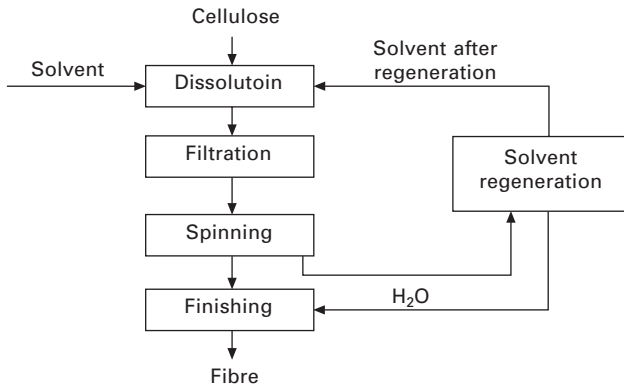 Cellulose
Solvent
Solvent after
regeneration
Dissolutoin
Filtration
Solvent
regeneration
Spinning
H₂O
Finishing
Fibre